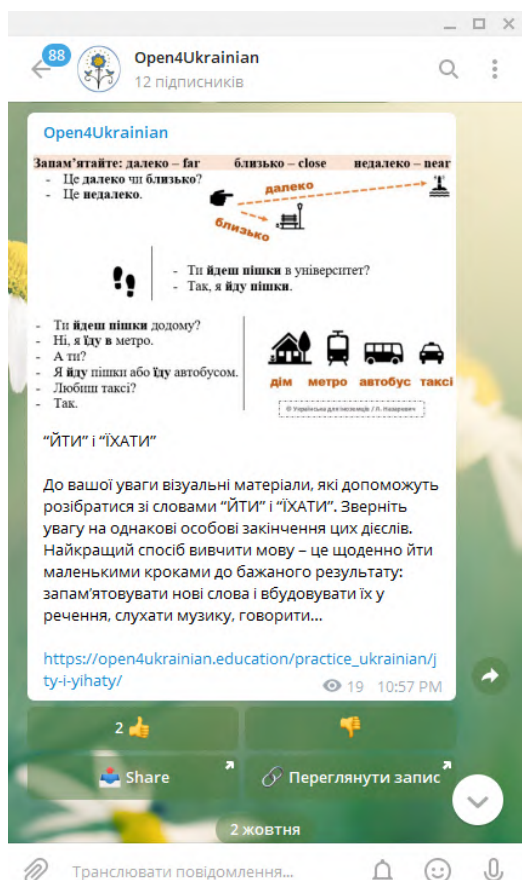 88
Open4Ukrainian
12 підписників
Open4Ukrainian
Запам’ятайте: далеко – far близько – close недалеко – near
- Це далеко чи близько?
- Це недалеко.
далеко
близько
- Ти йдеш пішки в університет?
- Так, я йду пішки.
- Ти йдеш пішки додому?
- Ні, я їду в метро.
- А ти?
- Я йду пішки або їду автобусом.
- Любиш таксі?
- Так.
дім метро автобус таксі
© Українська для іноземців / Л. Назаревич
“ЙТИ” і “ЇХАТИ”
До вашої уваги візуальні матеріали, які допоможуть
розібратися зі словами “ЙТИ” і “ЇХАТИ”. Зверніть
увагу на однакові особові закінчення цих дієслів.
Найкращий спосіб вивчити мову – це щоденно йти
маленькими кроками до бажаного результату:
запам’ятовувати нові слова і вбудовувати їх у
речення, слухати музику, говорити...
https://open4ukrainian.education/practice_ukrainian/j
ty-i-yihaty/
19 10:57 PM
2
Share
Переглянути запис
2 жовтня
Транслювати повідомлення...